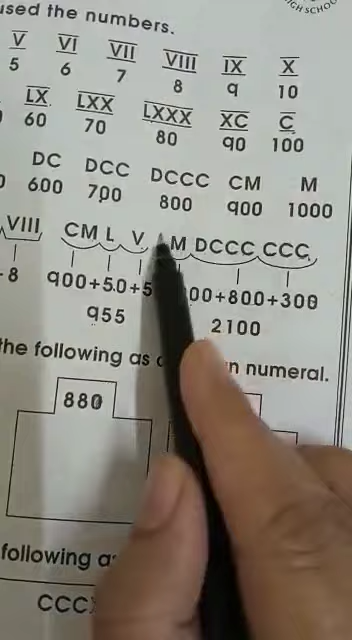 used the numbers.
V VI VII VIII IX X
5 6 7 8 9 10
LX LXX LXXX XC C
60 70 80 90 100
DC DCC DCCC CM M
0 600 700 800 900 1000
VIII CM L V M DCCC CCC
8 900+50+5 00+800+300
955 2100
the following as n numeral.
880
following a
CCC